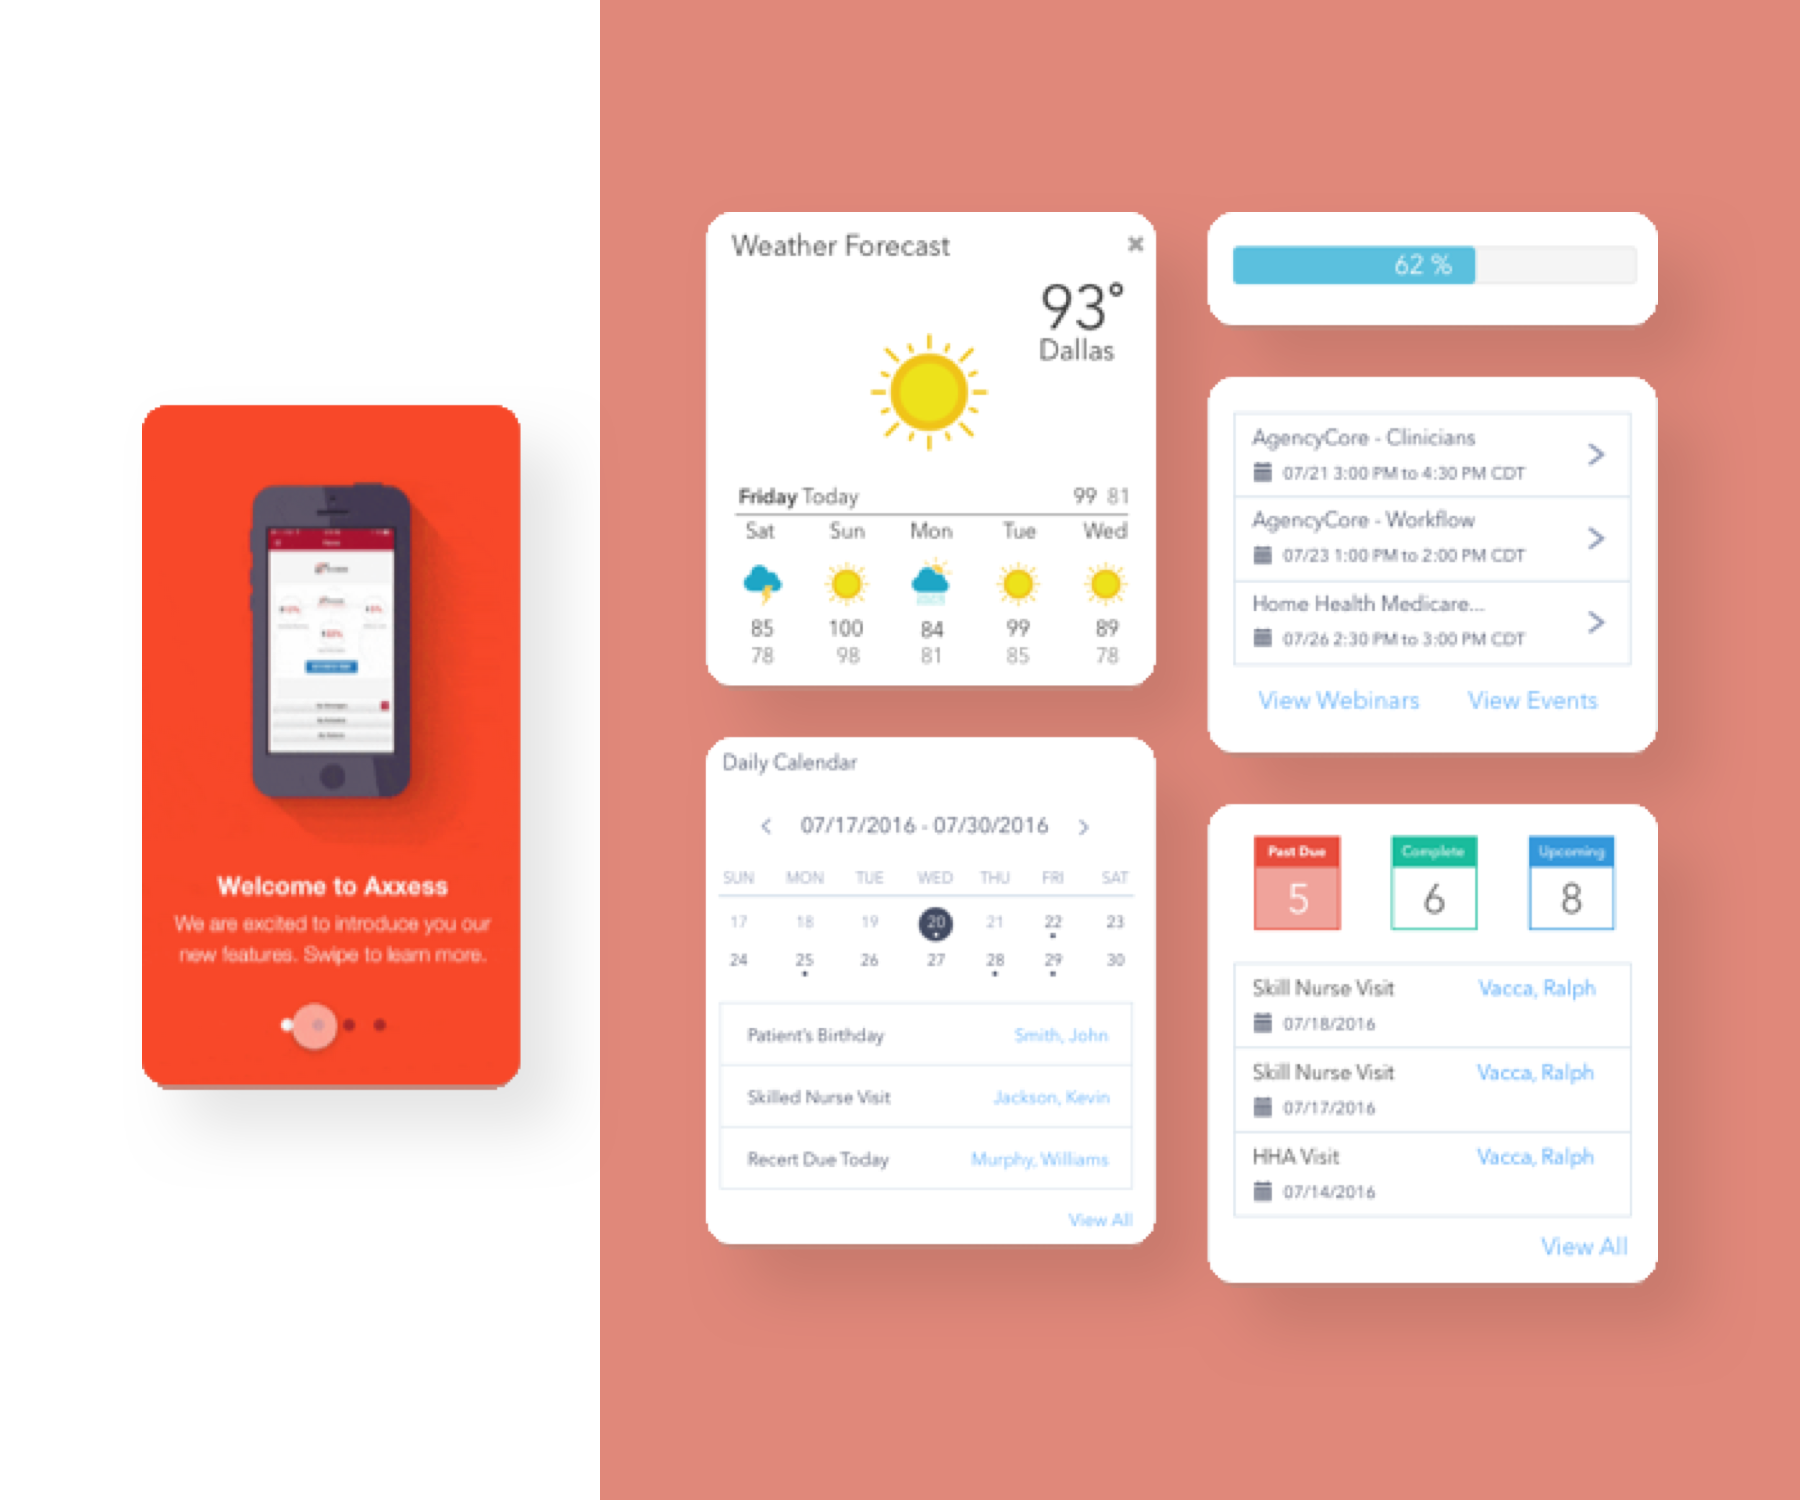 Welcome to Axxess
We are excited to introduce you our
new features. Swipe to learn more.
Weather Forecast
93°
Dallas
Friday Today 99 81
Sat Sun Mon Tue Wed
85 100 84 99 89
78 98 81 85 78
Daily Calendar
07/17/2016 - 07/30/2016
SUN MON TUE WED THU FRI SAT
17 18 19 20 21 22 23
24 25 26 27 28 29 30
Patient's Birthday Smith, John
Skilled Nurse Visit Jackson, Kevin
Recert Due Today Murphy, Williams
View All
62 %
AgencyCore - Clinicians
07/21 3:00 PM to 4:30 PM CDT
AgencyCore - Workflow
07/23 1:00 PM to 2:00 PM CDT
Home Health Medicare...
07/26 2:30 PM to 3:00 PM CDT
View Webinars View Events
Past Due Complete Upcoming
5 6 8
Skill Nurse Visit Vacca, Ralph
07/18/2016
Skill Nurse Visit Vacca, Ralph
07/17/2016
HHA Visit Vacca, Ralph
07/14/2016
View All